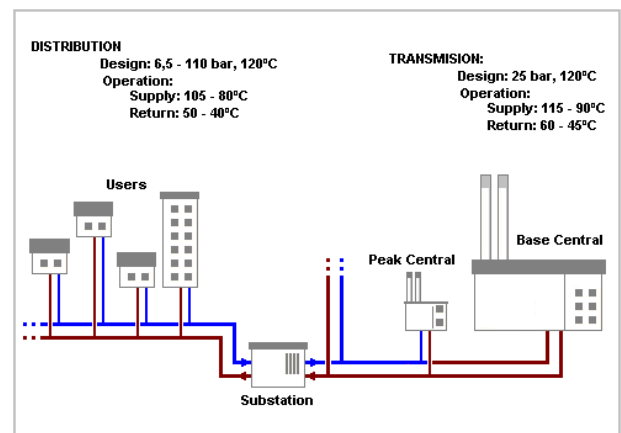 DISTRIBUTION
Design: 6,5 - 110 bar, 120ºC
Operation:
Supply: 105 - 80ºC
Return: 50 - 40ºC
TRANSMISION:
Design: 25 bar, 120ºC
Operation:
Supply: 115 - 90ºC
Return: 60 - 45ºC
Users
Base Central
Peak Central
Substation